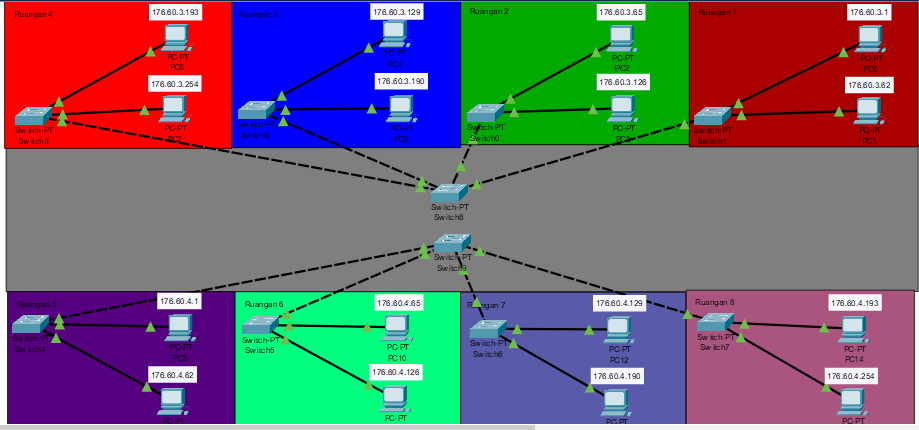 Ruangan 4
176.60.3.193
PC-PT
PC6
176.60.3.254
PC-PT
PC7
Switch-PT
Switch3
176.60.3.129
PC-PT
176.60.3.190
PC-PT
Switch-PT
Ruangan 2
176.60.3.65
PC-PT
PC2
176.60.3.126
PC-PT
Switch-PT
Switch0
Ruangan 1
176.60.3.1
PC-PT
PC0
176.60.3.62
PC-PT
PC1
Switch-PT
Switch1
Switch-PT
Switch8
Switch-PT
Switch9
Ruangan 5
176.60.4.1
PC-PT
Switch-PT
Switch4
176.60.4.62
PC-PT
Ruangan 6
176.60.4.65
PC-PT
PC10
Switch-PT
Switch5
176.60.4.126
PC-PT
Ruangan 7
176.60.4.129
PC-PT
PC12
Switch-PT
Switch6
176.60.4.190
PC-PT
Ruangan 8
176.60.4.193
PC-PT
PC14
Switch-PT
Switch7
176.60.4.254
PC-PT